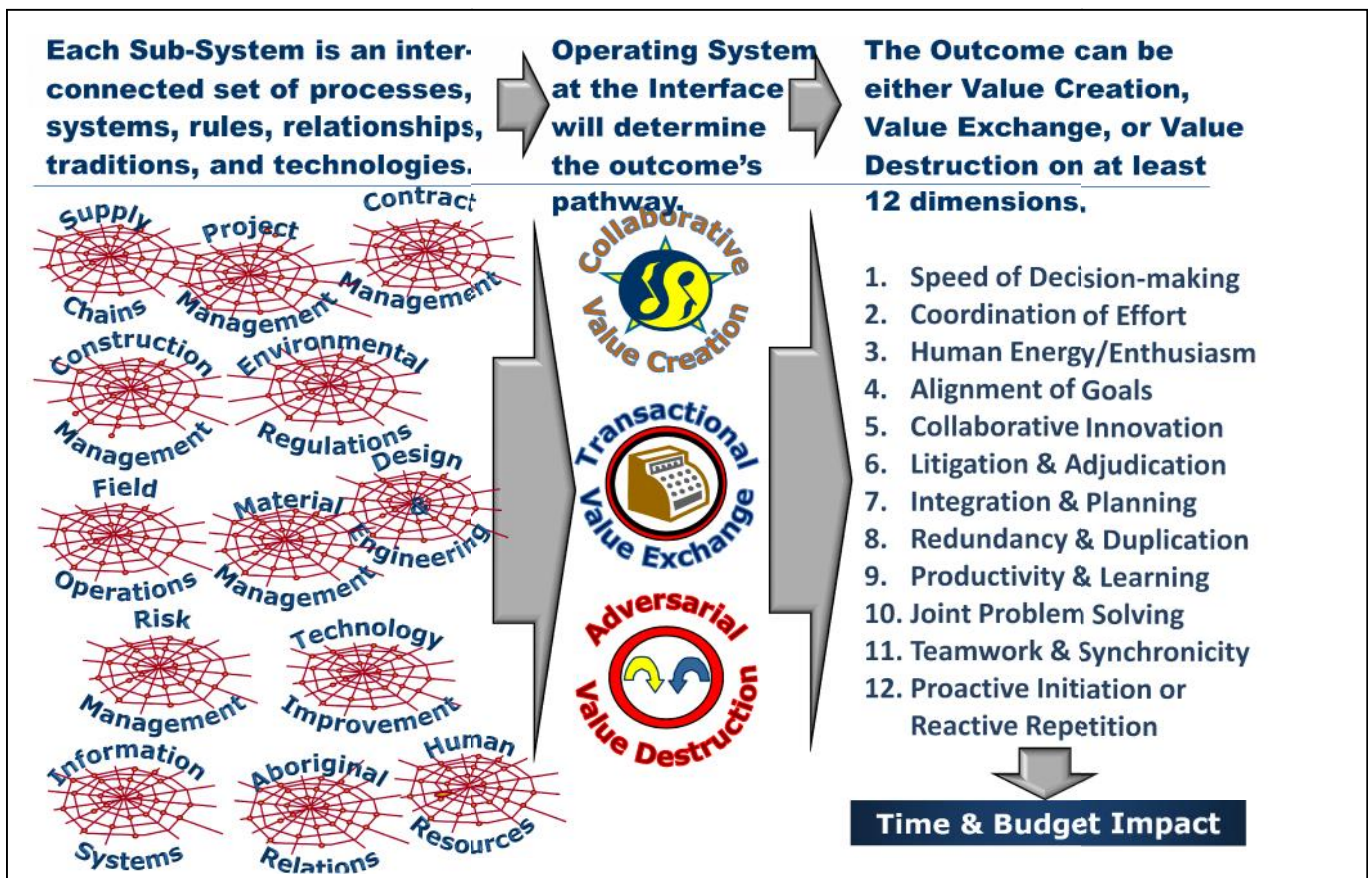 Each Sub-System is an inter-
connected set of processes,
systems, rules, relationships,
traditions, and technologies.
Operating System
at the Interface
will determine
the outcome’s
pathway.
The Outcome can be
either Value Creation,
Value Exchange, or Value
Destruction on at least
12 dimensions.
Supply
Chains
Project
Management
Contract
Management
Construction
Management
Environmental
Regulations
Field
Operations
Material
Management
Design
&
Engineering
Risk
Management
Technology
Improvement
Information
Systems
Aboriginal
Relations
Human
Resources
Collaborative
Value Creation
Transactional
Value Exchange
Adversarial
Value Destruction
1. Speed of Decision-making
2. Coordination of Effort
3. Human Energy/Enthusiasm
4. Alignment of Goals
5. Collaborative Innovation
6. Litigation & Adjudication
7. Integration & Planning
8. Redundancy & Duplication
9. Productivity & Learning
10. Joint Problem Solving
11. Teamwork & Synchronicity
12. Proactive Initiation or
Reactive Repetition
Time & Budget Impact